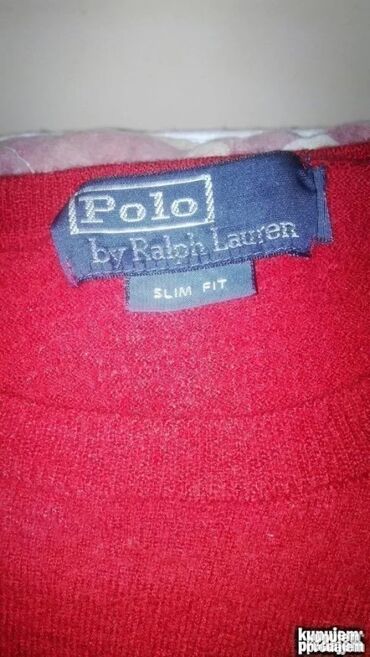 Polo
by Ralph Lauren
SLIM FIT
kupujem
prodajem